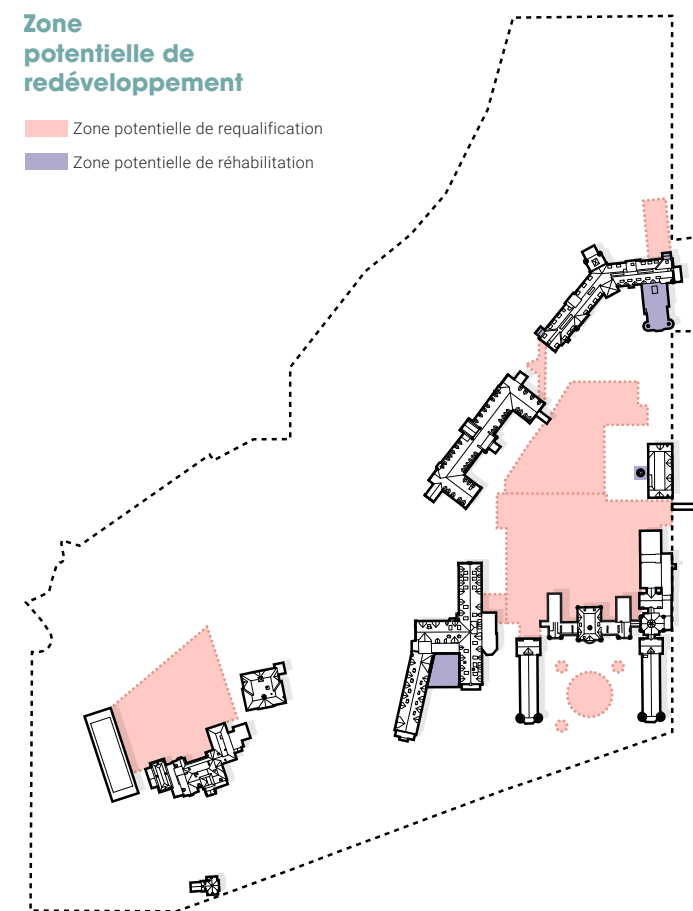 Zone
potentielle de
redéveloppement
Zone potentielle de requalification
Zone potentielle de réhabilitation